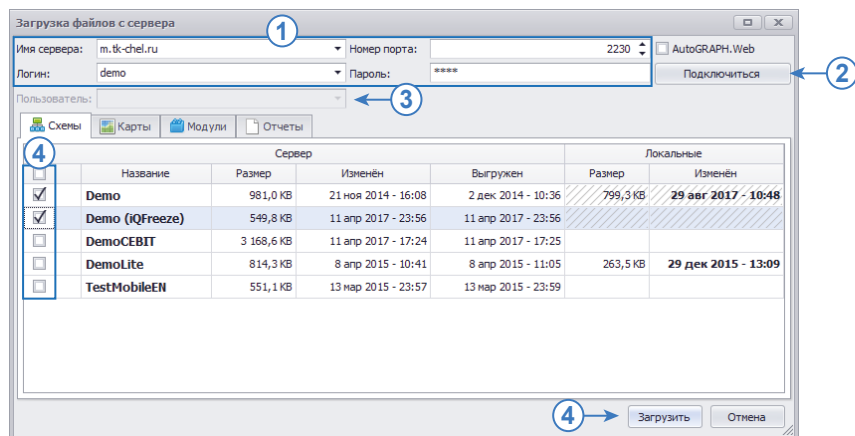 Загрузка файлов с сервера
1
Имя сервера: m.tk-chel.ru Номер порта: 2230 AutoGRAPH.Web
Логин: demo Пароль: **** Подключиться 2
Пользователь: 3
Схемы Карты Модули Отчеты
4 Сервер Локальные
Название Размер Изменён Выгружен Размер Изменён
Demo 981,0 KB 21 ноя 2014 - 16:08 2 дек 2014 - 10:36 799,3 KB 29 авг 2017 - 10:48
Demo (iQFreeze) 549,8 KB 11 апр 2017 - 23:56 11 апр 2017 - 23:56
DemoCEBIT 3 168,6 KB 11 апр 2017 - 17:24 11 апр 2017 - 17:25
DemoLite 814,3 KB 8 апр 2015 - 10:41 8 апр 2015 - 11:05 263,5 KB 29 дек 2015 - 13:09
TestMobileEN 551,1 KB 13 мар 2015 - 23:57 13 мар 2015 - 23:59
4 Загрузить Отмена